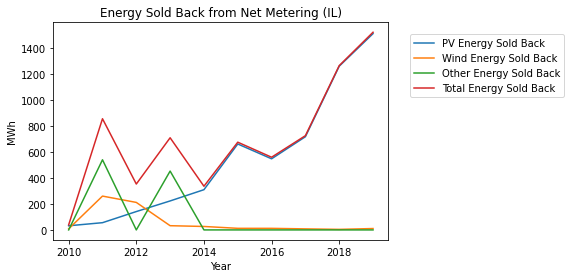 Energy Sold Back from Net Metering (IL)
1400
1200
1000
800
600
400
200
0
MWh
2010
2012
2014
2016
2018
Year
PV Energy Sold Back
Wind Energy Sold Back
Other Energy Sold Back
Total Energy Sold Back